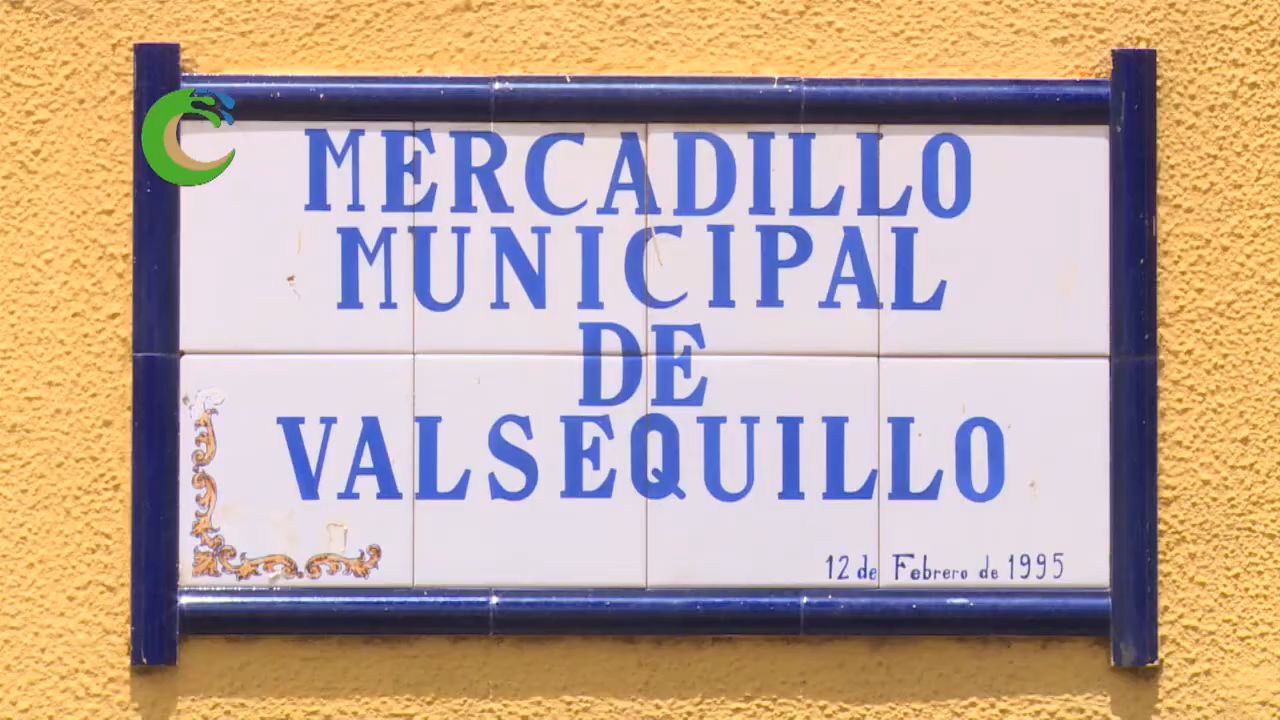 MERCADILLO
MUNICIPAL
DE
VALSEQUILLO
12 de Febrero de 1995